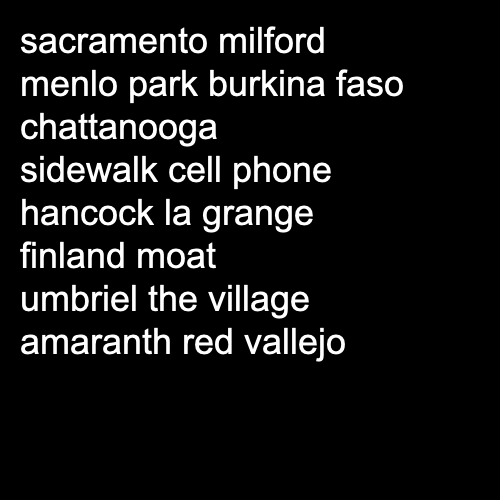 sacramento milford
menlo park burkina faso
chattanooga
sidewalk cell phone
hancock la grange
finland moat
umbriel the village
amaranth red vallejo